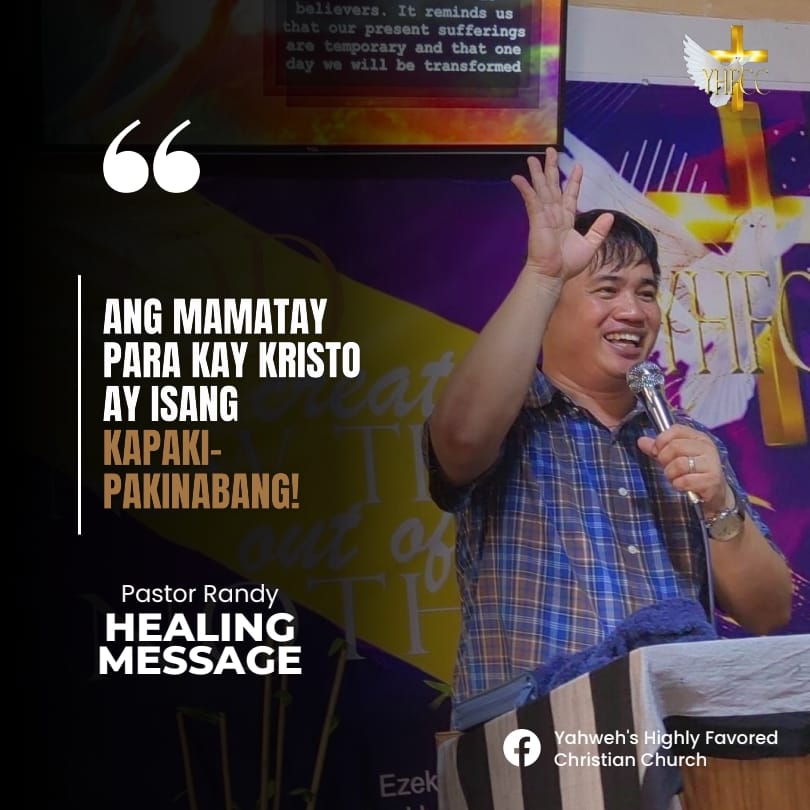 believers. It reminds us
that our present sufferings
are temporary and that one
day we will be transformed
YHFCC
ANG MAMATAY
PARA KAY KRISTO
AY ISANG
KAPAKI-
PAKINABANG!
Pastor Randy
HEALING
MESSAGE
Yahweh's Highly Favored
Christian Church